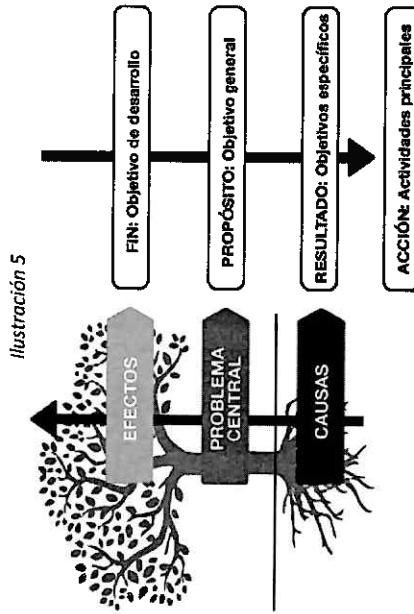 Ilustración 5
EFECTOS
PROBLEMA
CENTRAL
CAUSAS
FIN: Objetivo de desarrollo
PROPÓSITO: Objetivo general
RESULTADO: Objetivos específicos
ACCIÓN: Actividades principales